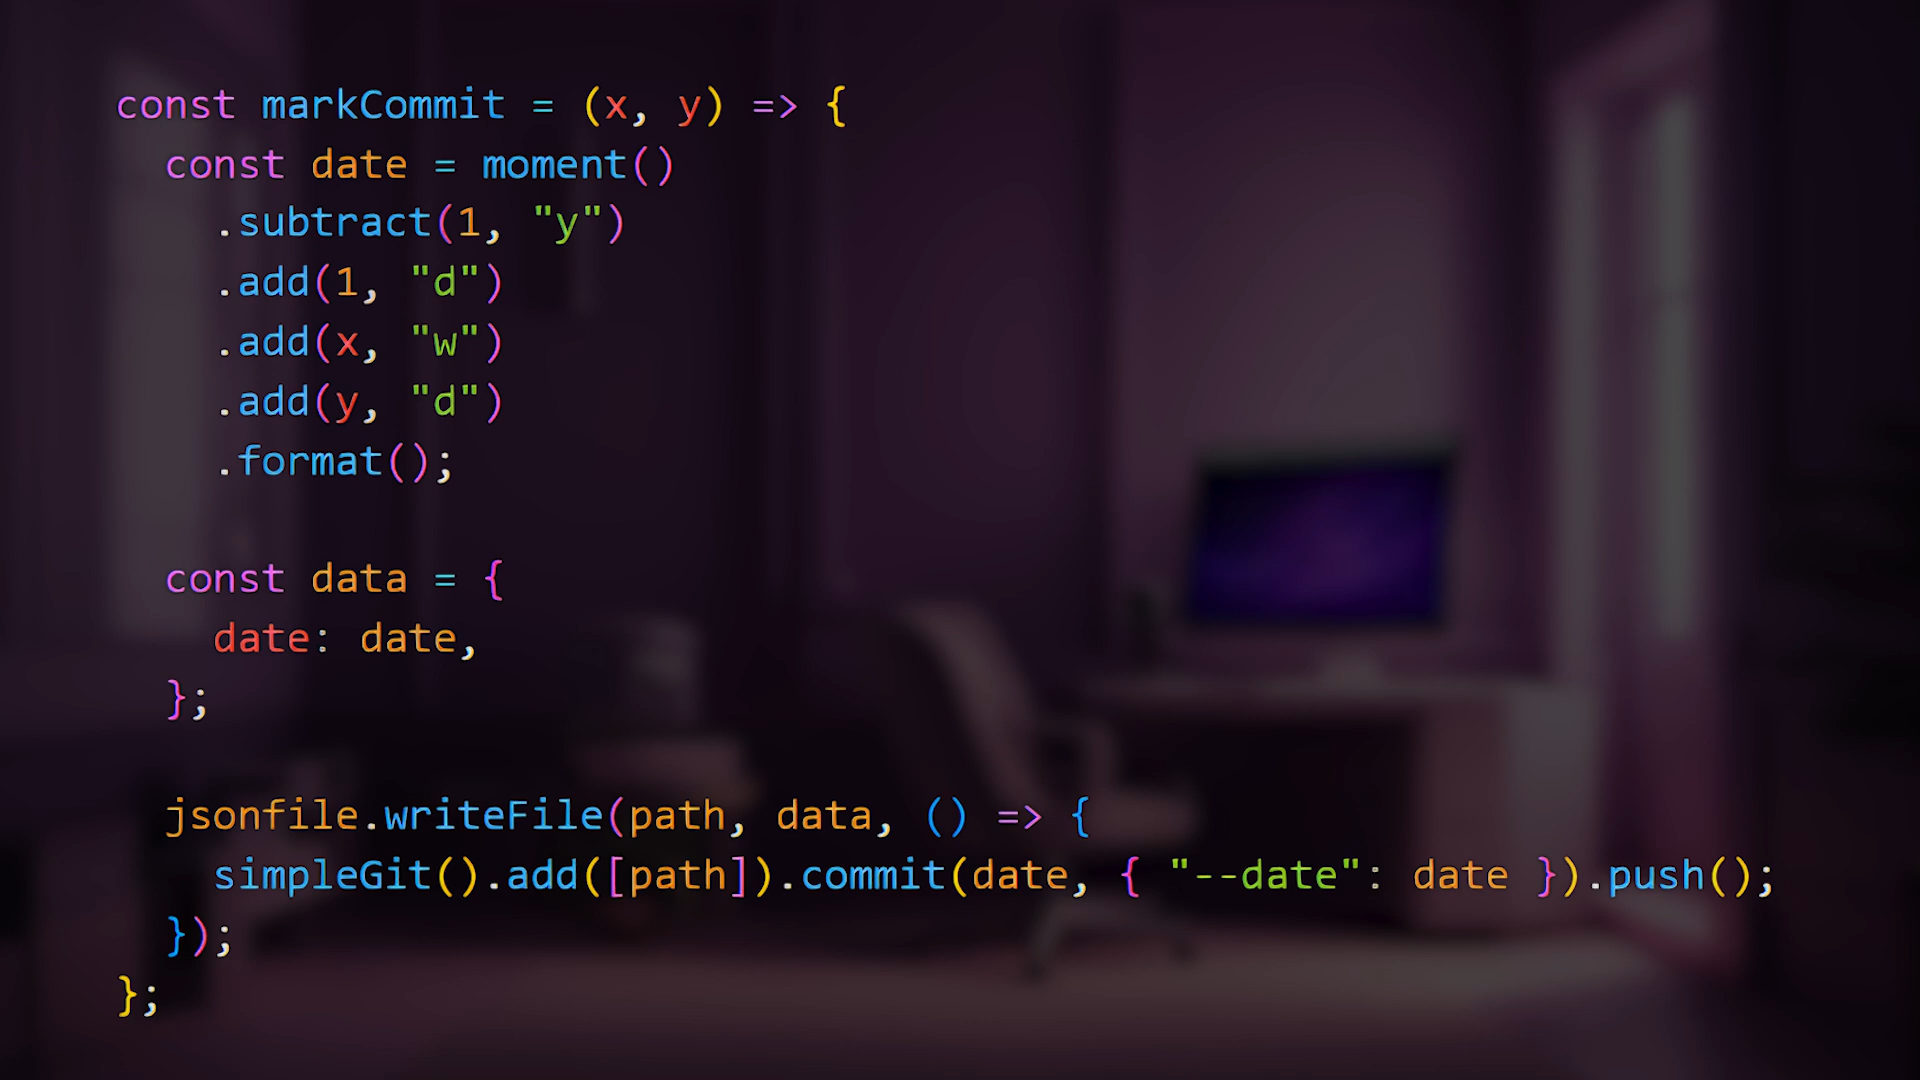 const markCommit = (x, y) => {
  const date = moment()
    .subtract(1, "y")
    .add(1, "d")
    .add(x, "w")
    .add(y, "d")
    .format();

  const data = {
    date: date,
  };

  jsonfile.writeFile(path, data, () => {
    simpleGit().add([path]).commit(date, { "--date": date }).push();
  });
};